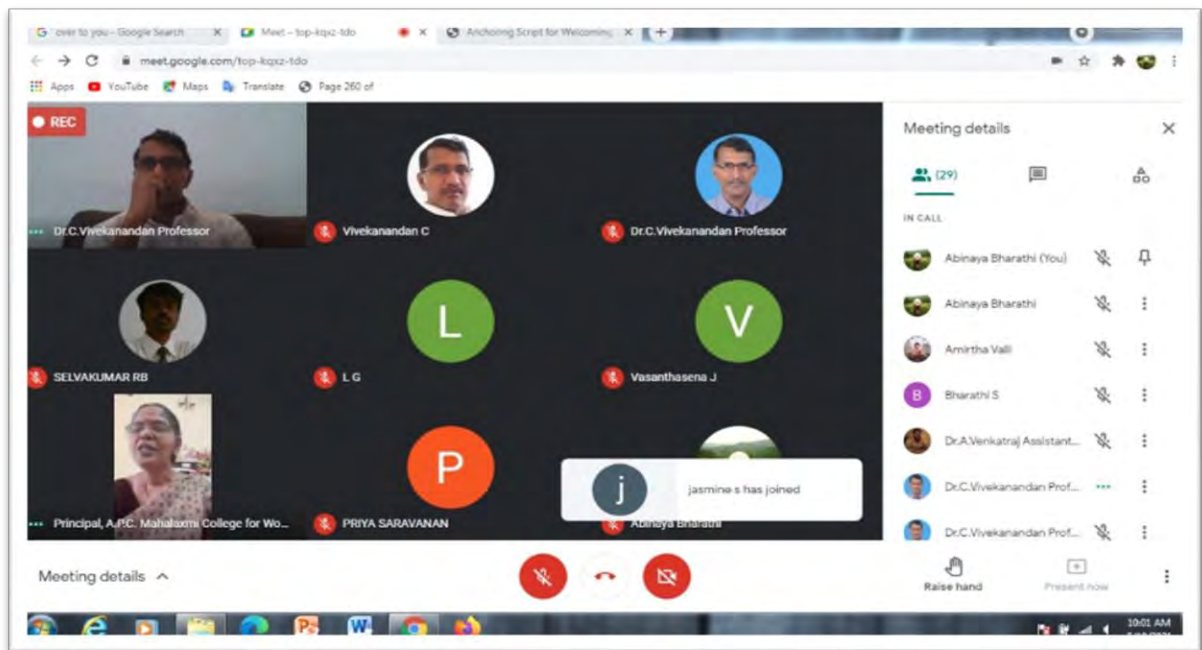 over to you - Google Search
Meet – top-kqxz-tdo
Anchoring Script for Welcoming
meet.google.com/top-kqxz-tdo
Apps YouTube Maps Translate Page 260 of
REC
Dr.C.Vivekanandan Professor
Vivekanandan C
Dr.C.Vivekanandan Professor
SELVAKUMAR RB
L
L G
V
Vasanthasena J
Principal, A.P.C. Mahalaxmi College for Wo...
P
PRIYA SARAVANAN
j
jasmine s has joined
Abinaya Bharathi
Meeting details
(29)
IN CALL
Abinaya Bharathi (You)
Abinaya Bharathi
Amirtha Valli
B
Bharathi S
Dr.A.Venkatraj Assistant...
Dr.C.Vivekanandan Prof...
Dr.C.Vivekanandan Prof...
Meeting details
Raise hand
Present now
10:01 AM